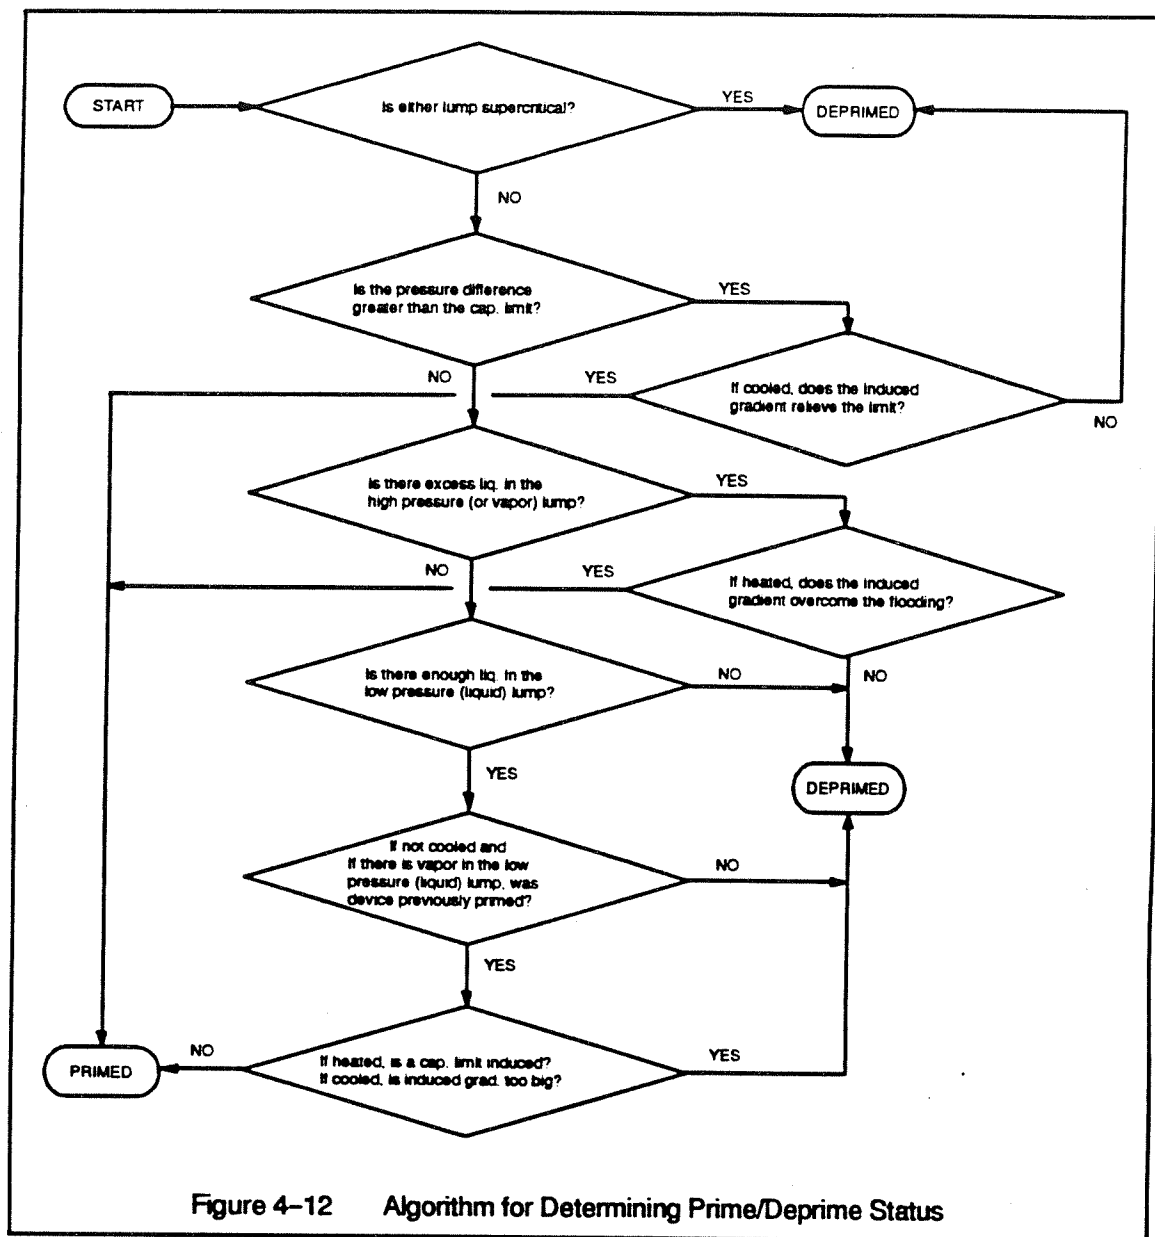 START
Is either lump supercritical?
YES
DEPRIMED
NO
Is the pressure difference
greater than the cap. limit?
YES
NO
YES
If cooled, does the induced
gradient relieve the limit?
NO
Is there excess liq. in the
high pressure (or vapor) lump?
YES
NO
YES
If heated, does the induced
gradient overcome the flooding?
Is there enough liq. in the
low pressure (liquid) lump?
NO
NO
YES
DEPRIMED
If not cooled and
if there is vapor in the low
pressure (liquid) lump, was
device previously primed?
NO
YES
PRIMED
NO
If heated, is a cap. limit induced?
If cooled, is induced grad. too big?
YES
Figure 4-12 Algorithm for Determining Prime/Deprime Status